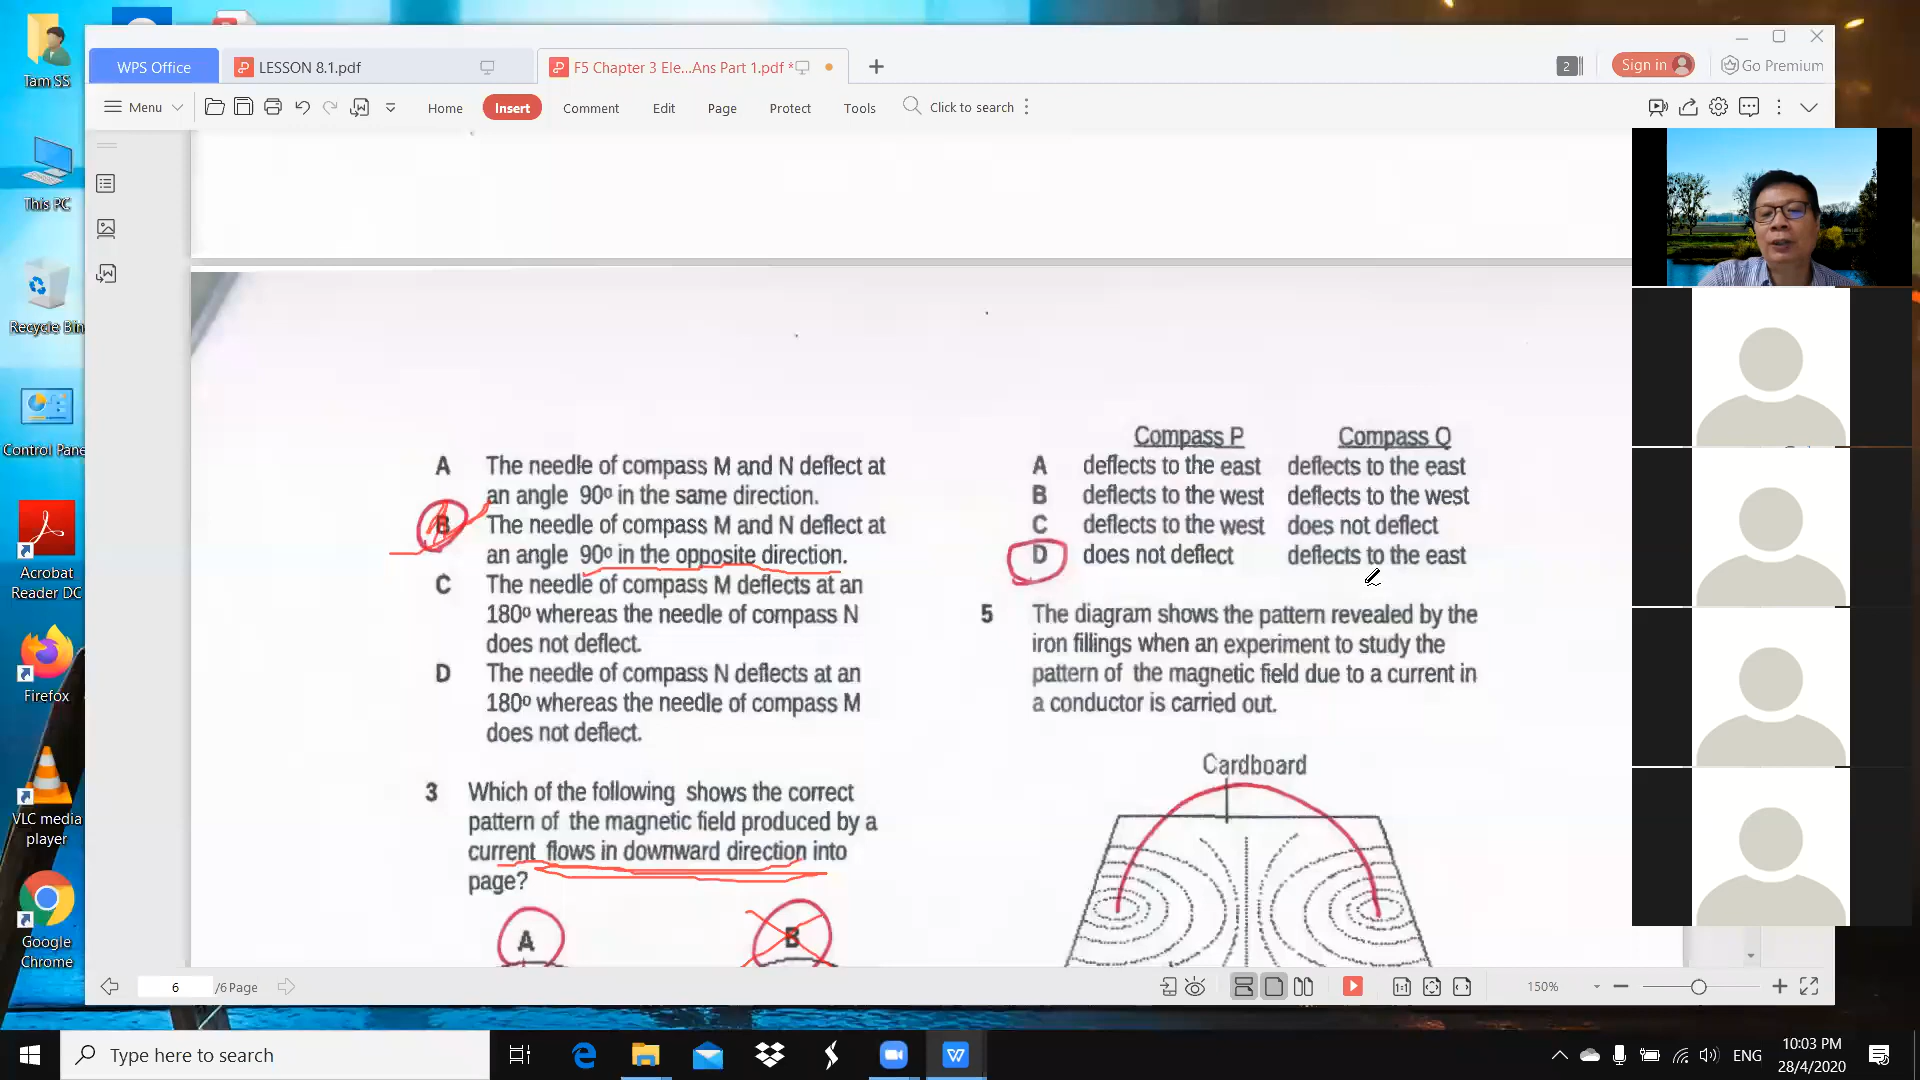 Tam SS
This PC
Recycle Bin
Control Pane
Acrobat
Reader DC
Firefox
VLC media
player
Google
Chrome
WPS Office
LESSON 8.1.pdf
F5 Chapter 3 Ele...Ans Part 1.pdf *
2
Sign in
Go Premium
Menu
Home
Insert
Comment
Edit
Page
Protect
Tools
Click to search
A The needle of compass M and N deflect at
an angle 90º in the same direction.
B The needle of compass M and N deflect at
an angle 90º in the opposite direction.
C The needle of compass M deflects at an
180º whereas the needle of compass N
does not deflect.
D The needle of compass N deflects at an
180º whereas the needle of compass M
does not deflect.
3 Which of the following shows the correct
pattern of the magnetic field produced by a
current flows in downward direction into
page?
A B
Compass P Compass Q
A deflects to the east deflects to the east
B deflects to the west deflects to the west
C deflects to the west does not deflect
D does not deflect deflects to the east
5 The diagram shows the pattern revealed by the
iron fillings when an experiment to study the
pattern of the magnetic field due to a current in
a conductor is carried out.
Cardboard
6 /6Page
150%
Type here to search
ENG
10:03 PM
28/4/2020